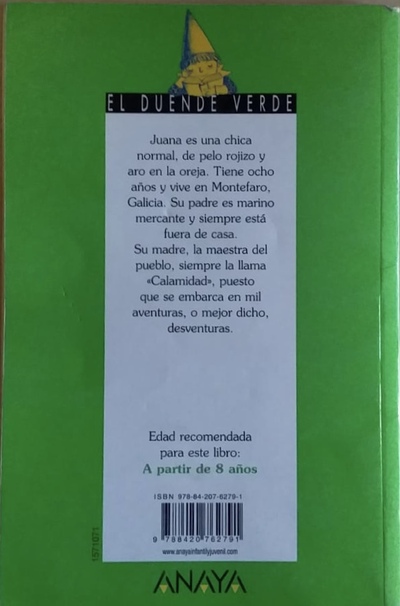 EL DUENDE VERDE
Juana es una chica
normal, de pelo rojizo y
aro en la oreja. Tiene ocho
años y vive en Montefaro,
Galicia. Su padre es marino
mercante y siempre está
fuera de casa.
Su madre, la maestra del
pueblo, siempre la llama
«Calamidad», puesto
que se embarca en mil
aventuras, o mejor dicho,
desventuras.
Edad recomendada
para este libro:
A partir de 8 años
ISBN 978-84-207-6279-1
9 788420 762791
www.anayainfantilyjuvenil.com
1571071
ANAYA